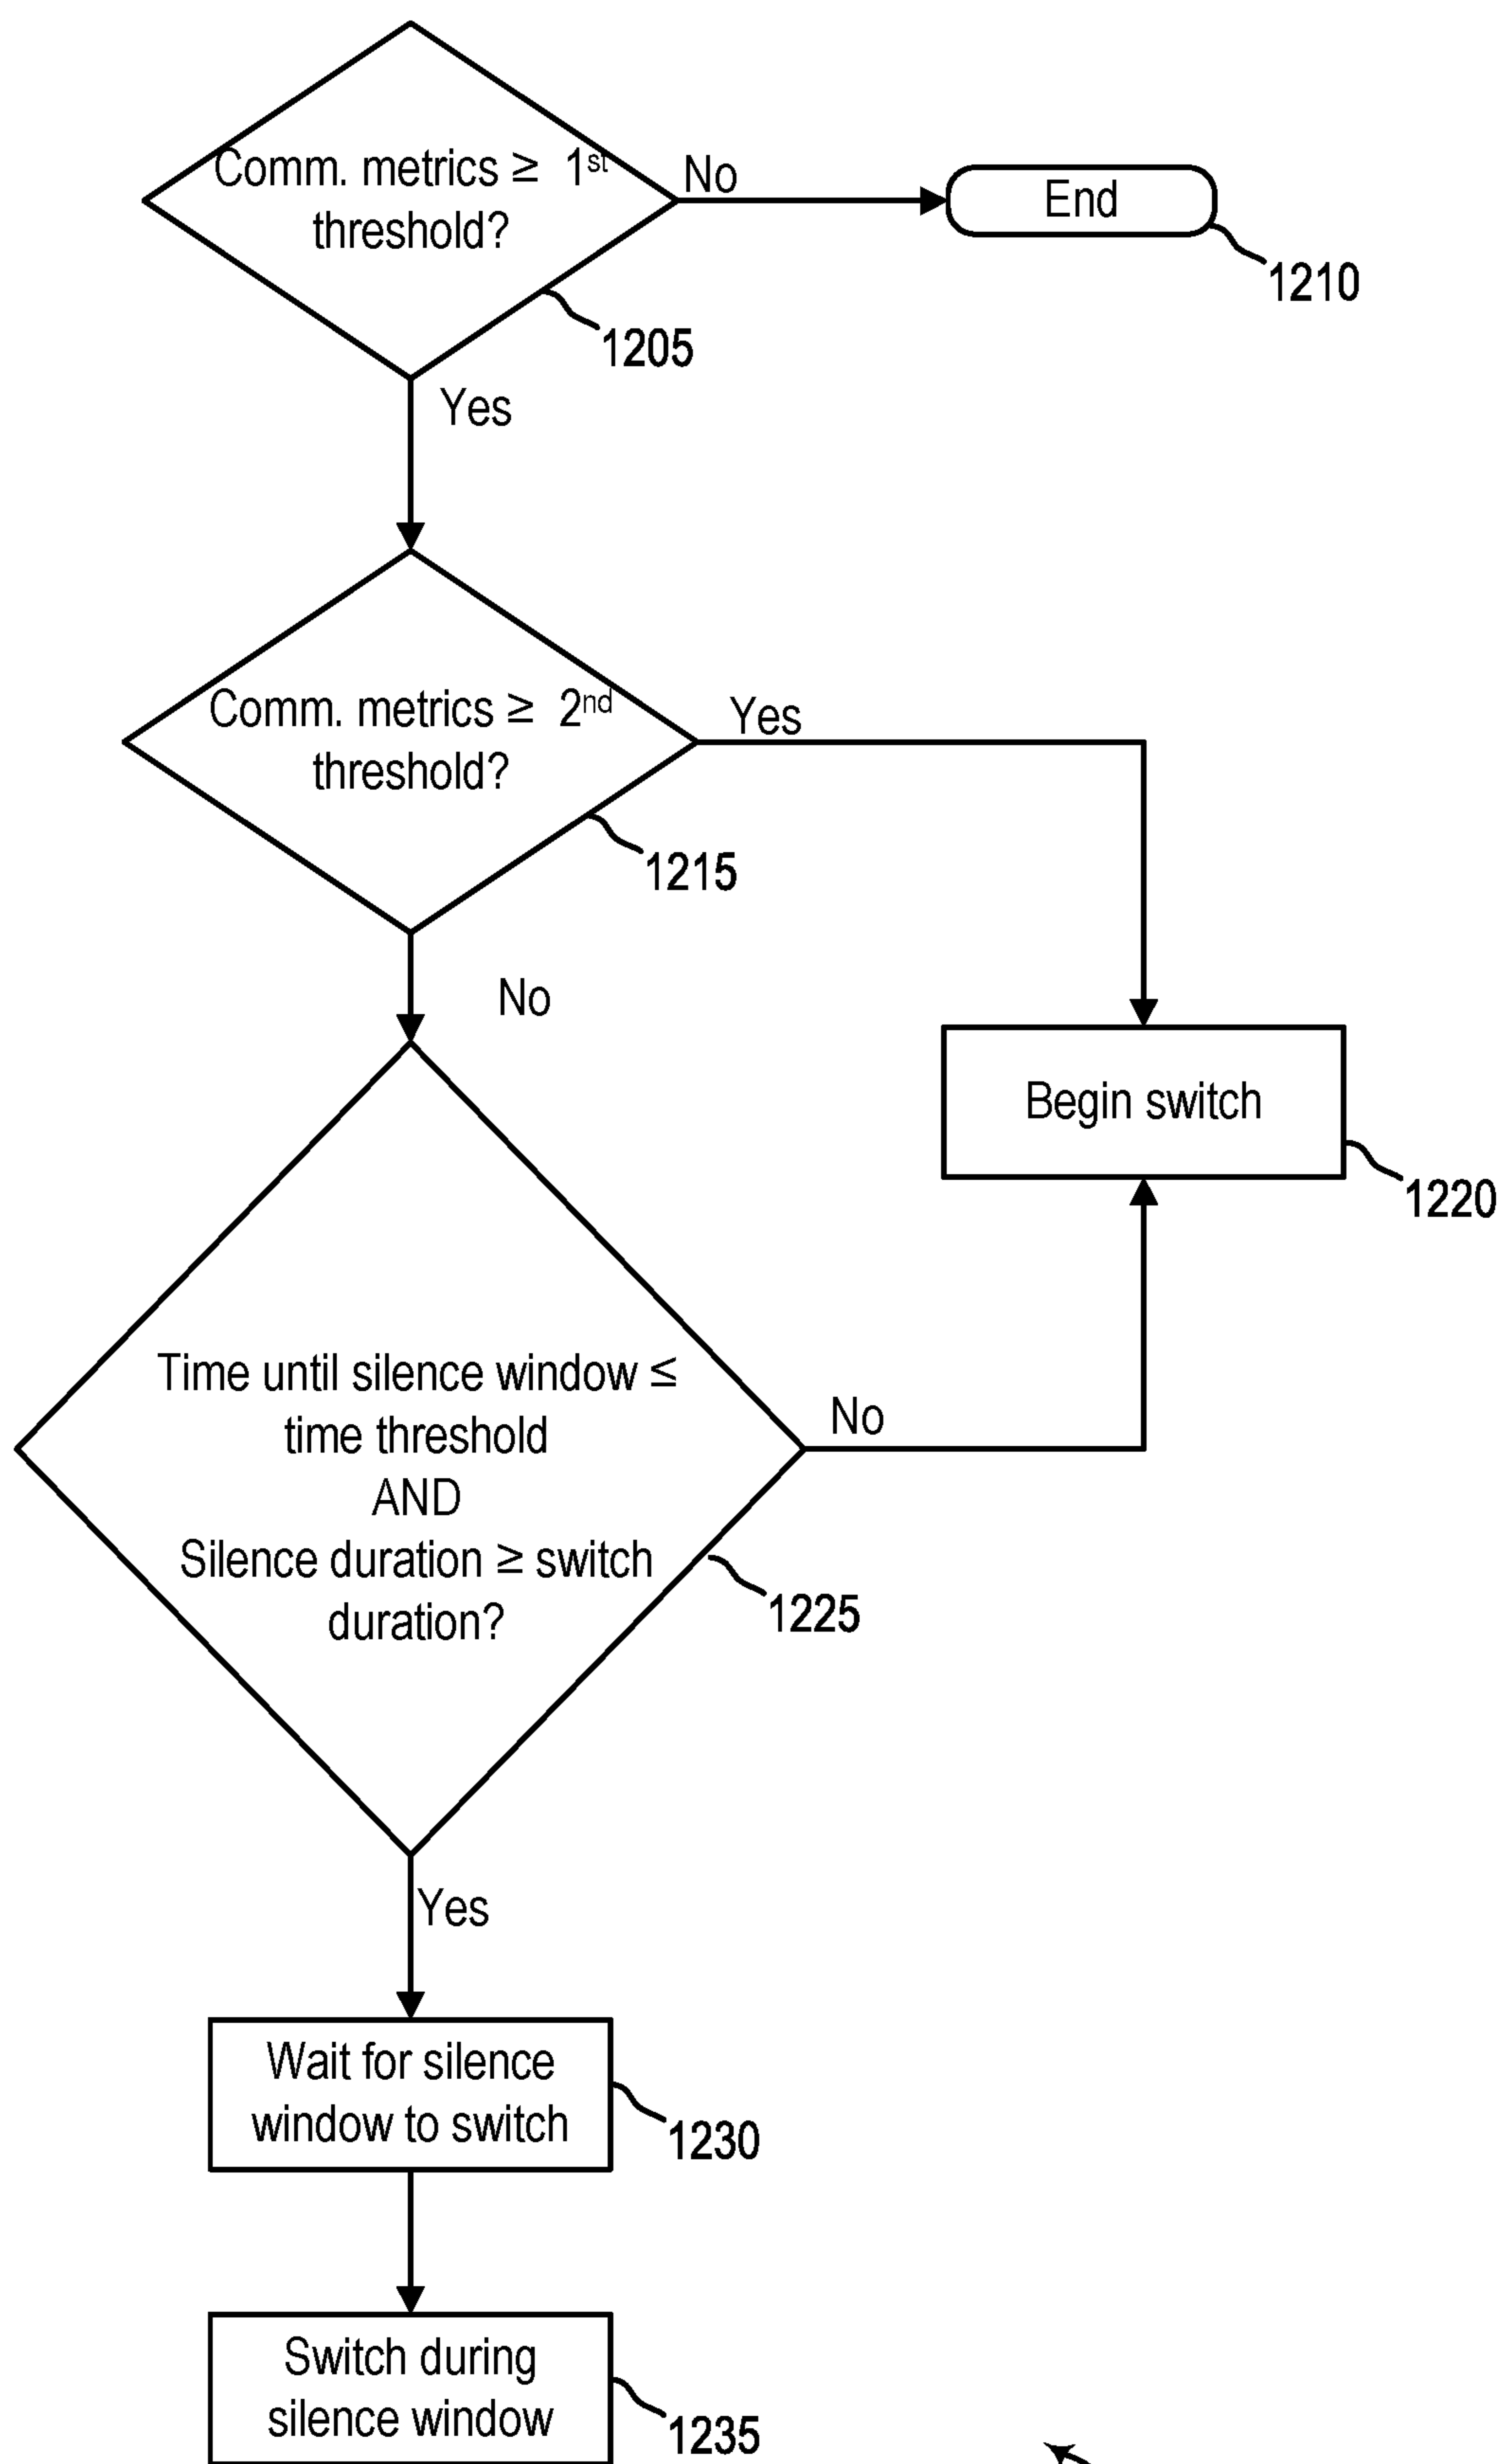 Comm. metrics ≥ 1st
threshold?
No
End
1210
1205
Yes
Comm. metrics ≥ 2nd
threshold?
Yes
1215
No
Begin switch
1220
Time until silence window ≤
time threshold
AND
Silence duration ≥ switch
duration?
No
1225
Yes
Wait for silence
window to switch
1230
Switch during
silence window
1235